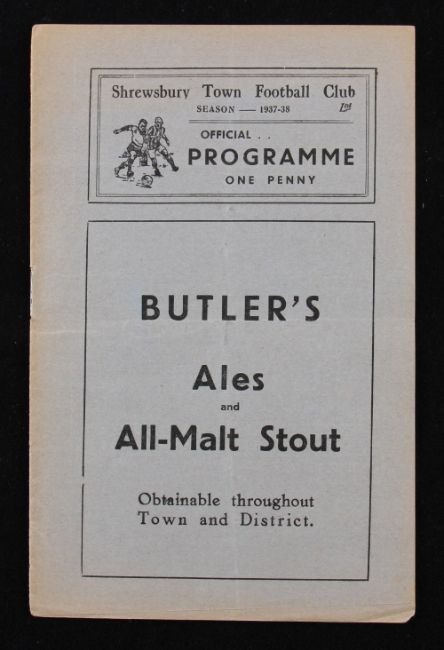 Shrewsbury Town Football Club
SEASON — 1937-38 Ltd
OFFICIAL . .
PROGRAMME
ONE PENNY
BUTLER'S
Ales
and
All-Malt Stout
Obtainable throughout
Town and District.